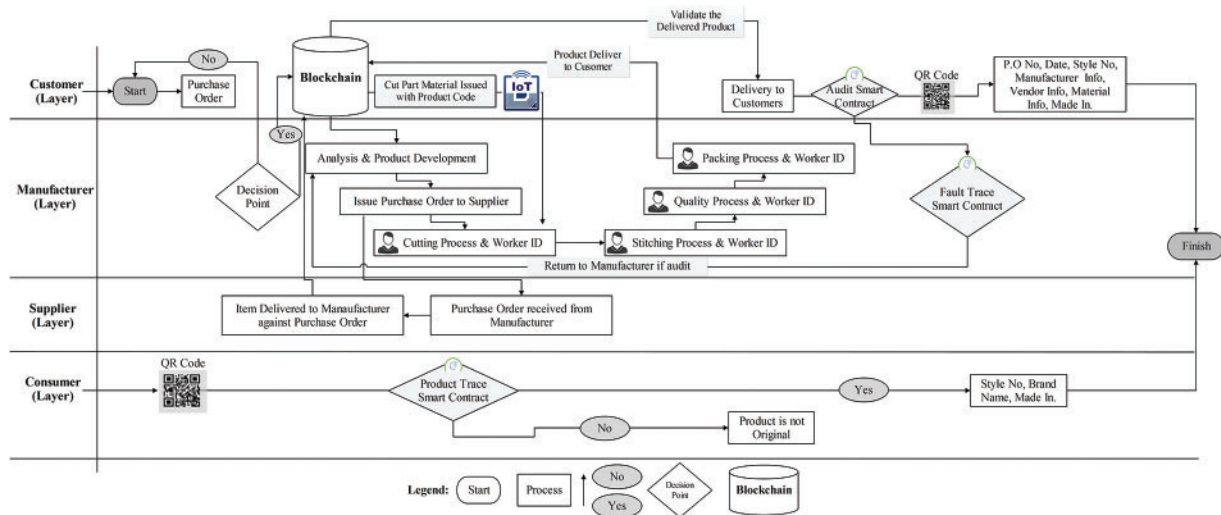 Validate the
Delivered Product
No
Blockchain
Product Deliver
to Cusomer
Customer
(Layer)
Start
Purchase
Order
Cut Part Material Issued
with Product Code
IoT
Delivery to
Customers
Audit Smart
Contract
QR Code
P.O No, Date, Style No,
Manufacturer Info,
Vendor Info, Material
Info, Made In.
Yes
Manufacturer
(Layer)
Decision
Point
Analysis & Product Development
Packing Process & Worker ID
Issue Purchase Order to Supplier
Quality Process & Worker ID
Fault Trace
Smart Contract
Cutting Process & Worker ID
Stitching Process & Worker ID
Finish
Return to Manufacturer if audit
Supplier
(Layer)
Item Delivered to Manaufacturer
against Purchase Order
Purchase Order received from
Manufacturer
QR Code
Consumer
(Layer)
Product Trace
Smart Contract
Yes
Style No, Brand
Name, Made In.
No
Product is not
Original
Legend:
Start
Process
No
Yes
Decision
Point
Blockchain